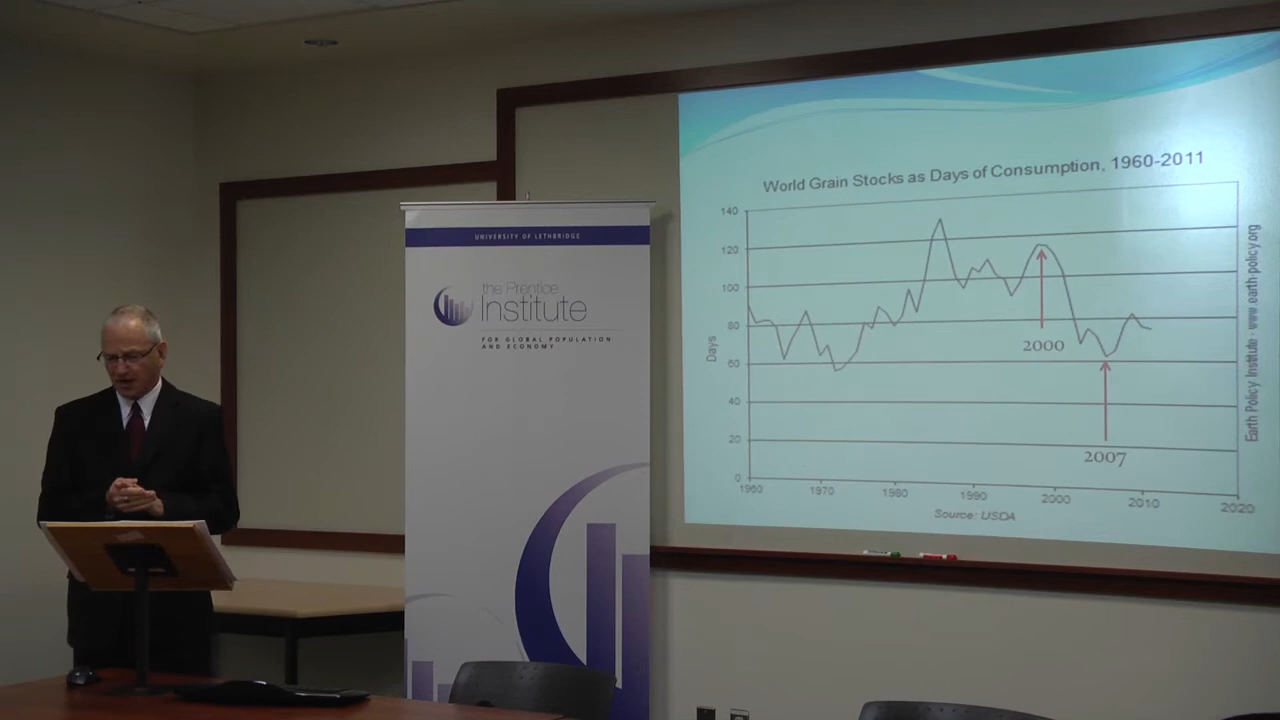 UNIVERSITY OF LETHBRIDGE
the Prentice
Institute
FOR GLOBAL POPULATION
AND ECONOMY
World Grain Stocks as Days of Consumption, 1960-2011
140
120
100
80
60
40
20
0
Days
1960 1970 1980 1990 2000 2010 2020
2000
2007
Source: USDA
Earth Policy Institute - www.earth-policy.org